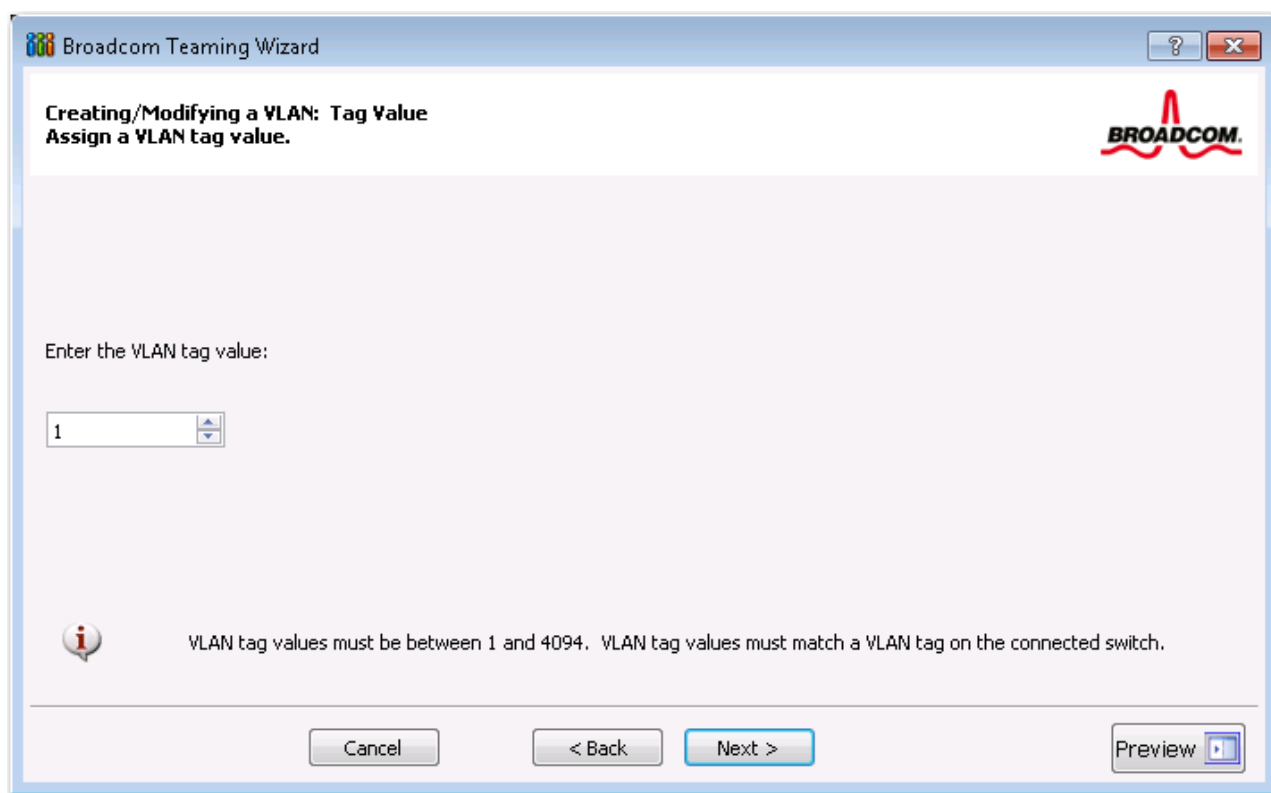 Broadcom Teaming Wizard
?
Creating/Modifying a VLAN: Tag Value
Assign a VLAN tag value.
BROADCOM.
Enter the VLAN tag value:
1
VLAN tag values must be between 1 and 4094. VLAN tag values must match a VLAN tag on the connected switch.
Cancel
< Back
Next >
Preview